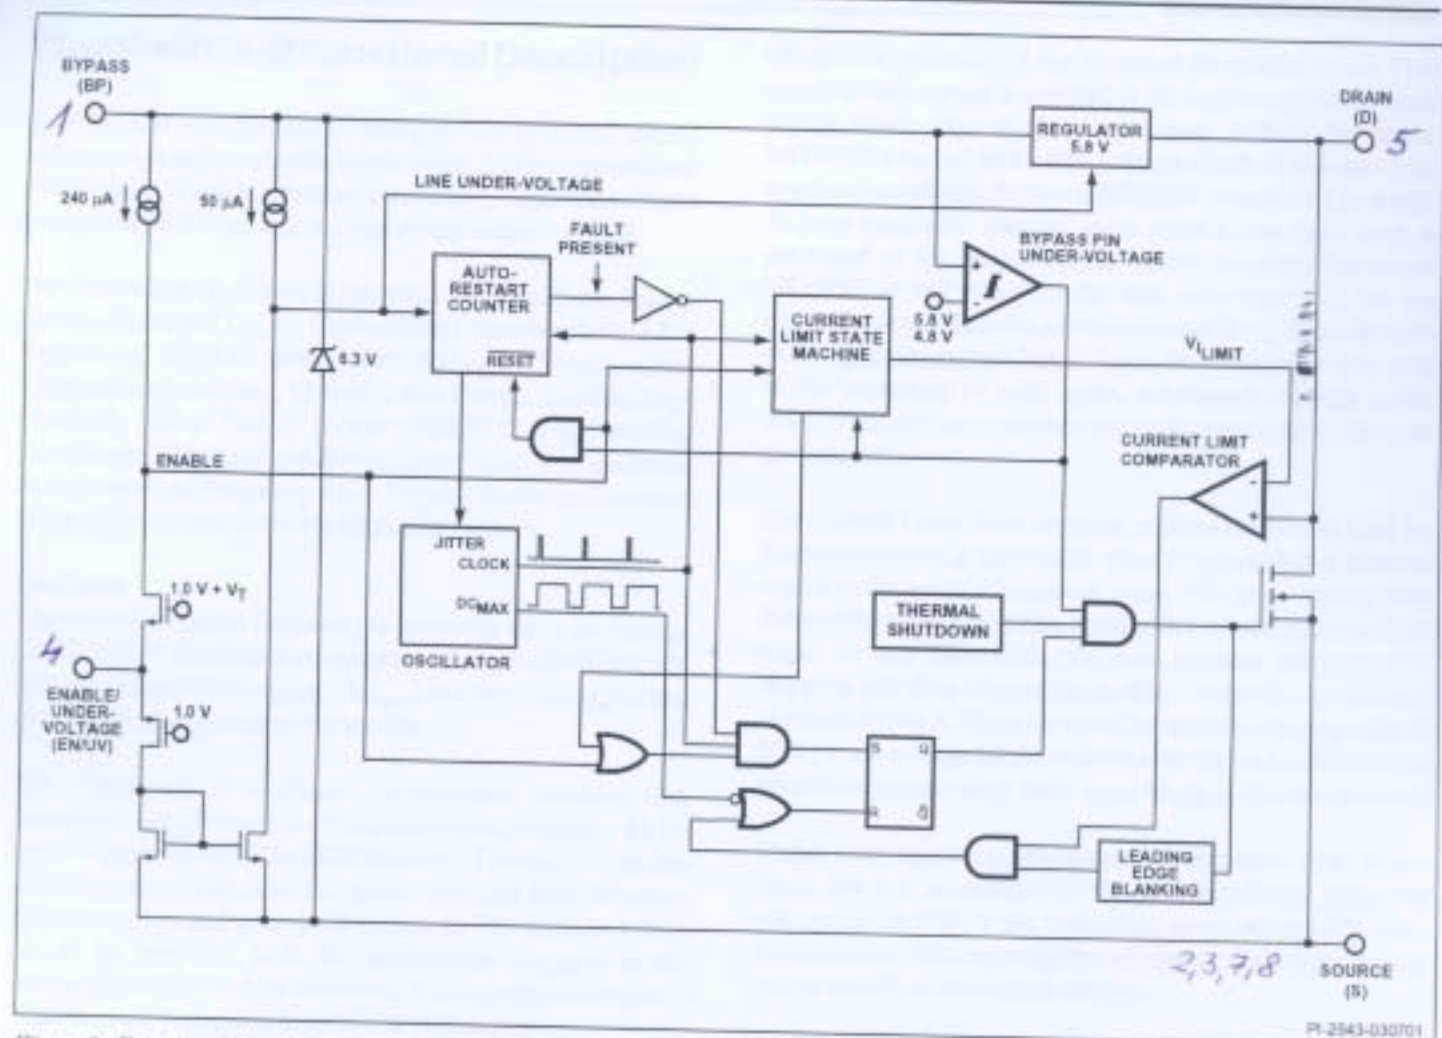 BYPASS
(BP)
1
DRAIN
(D)
5
REGULATOR
5.8 V
240 µA
50 µA
LINE UNDER-VOLTAGE
FAULT
PRESENT
BYPASS PIN
UNDER-VOLTAGE
AUTO-
RESTART
COUNTER
RESET
6.3 V
CURRENT
LIMIT STATE
MACHINE
+
-
5.8 V
4.8 V
VILIMIT
CURRENT LIMIT
COMPARATOR
-
+
ENABLE
JITTER
CLOCK
DCMAX
OSCILLATOR
1.0 V + VT
THERMAL
SHUTDOWN
4
ENABLE/
UNDER-
VOLTAGE
(EN/UV)
1.0 V
S Q
R Q
LEADING
EDGE
BLANKING
2,3,7,8
SOURCE
(S)
PI-2643-030701